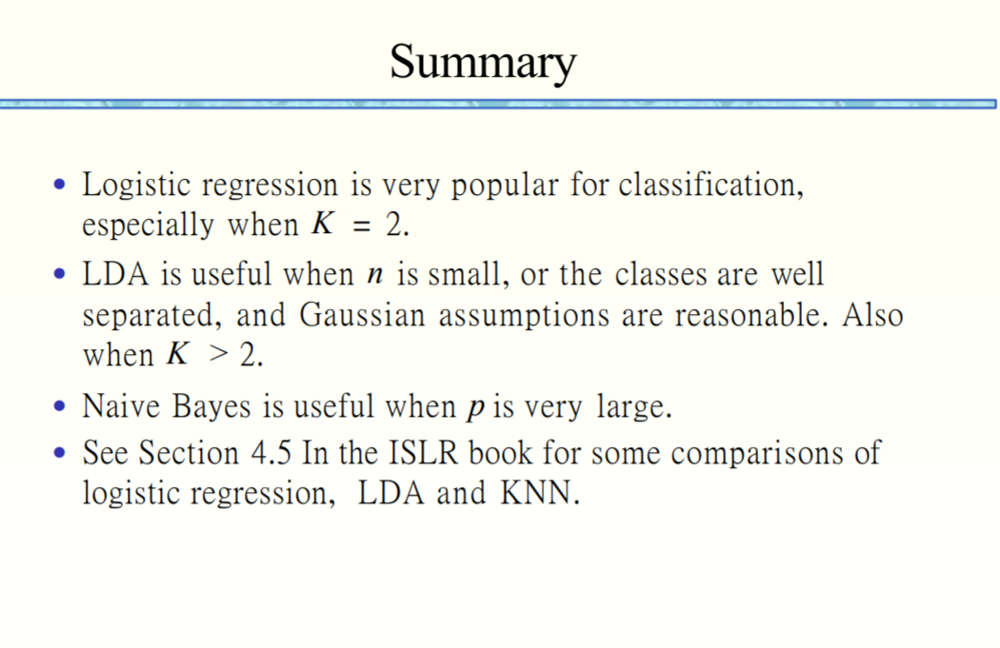 Summary
• Logistic regression is very popular for classification,
especially when K = 2.
• LDA is useful when n is small, or the classes are well
separated, and Gaussian assumptions are reasonable. Also
when K > 2.
• Naive Bayes is useful when p is very large.
• See Section 4.5 In the ISLR book for some comparisons of
logistic regression, LDA and KNN.